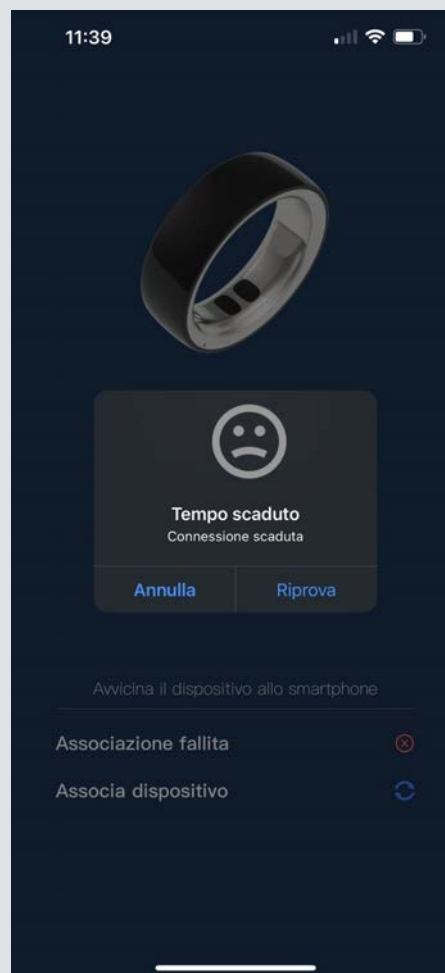 11:39
Tempo scaduto
Connessione scaduta
Annulla Riprova
Avvicina il dispositivo allo smartphone
Associazione fallita
Associa dispositivo